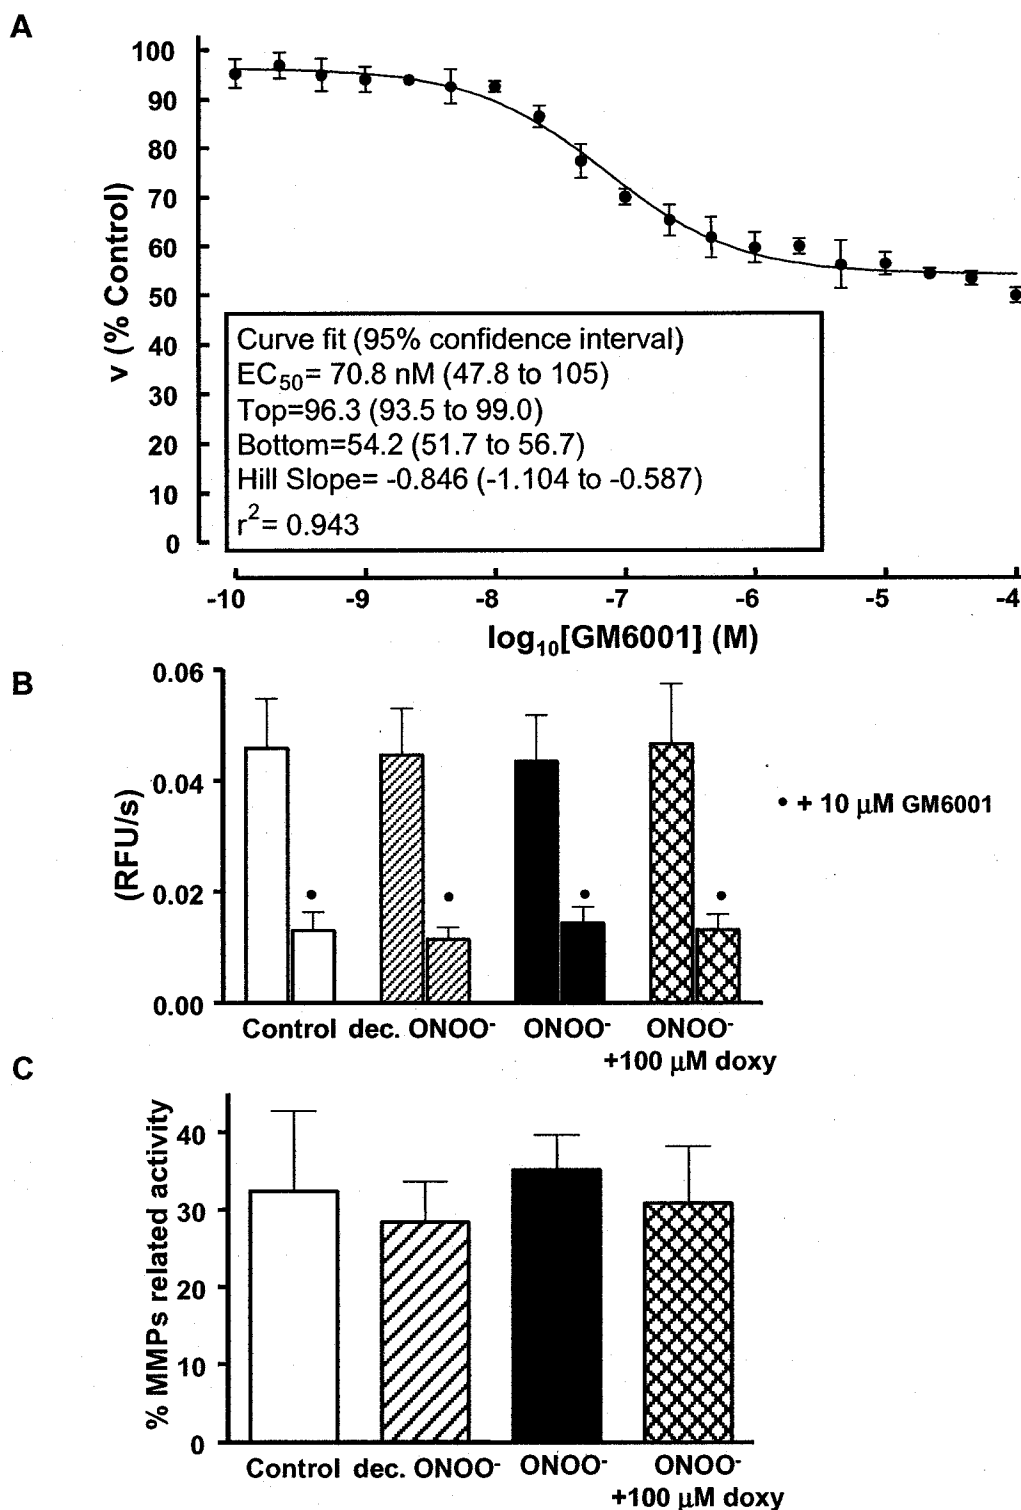 A
100
90
80
70
60
50
40
30
20
10
0
v (% Control)
Curve fit (95% confidence interval)
EC50= 70.8 nM (47.8 to 105)
Top=96.3 (93.5 to 99.0)
Bottom=54.2 (51.7 to 56.7)
Hill Slope= -0.846 (-1.104 to -0.587)
r2= 0.943
-10 -9 -8 -7 -6 -5 -4
log10[GM6001] (M)
B
0.06
0.04
0.02
0.00
(RFU/s)
• + 10 µM GM6001
Control dec. ONOO- ONOO- ONOO-
+100 µM doxy
C
40
30
20
10
0
% MMPs related activity
Control dec. ONOO- ONOO- ONOO-
+100 µM doxy